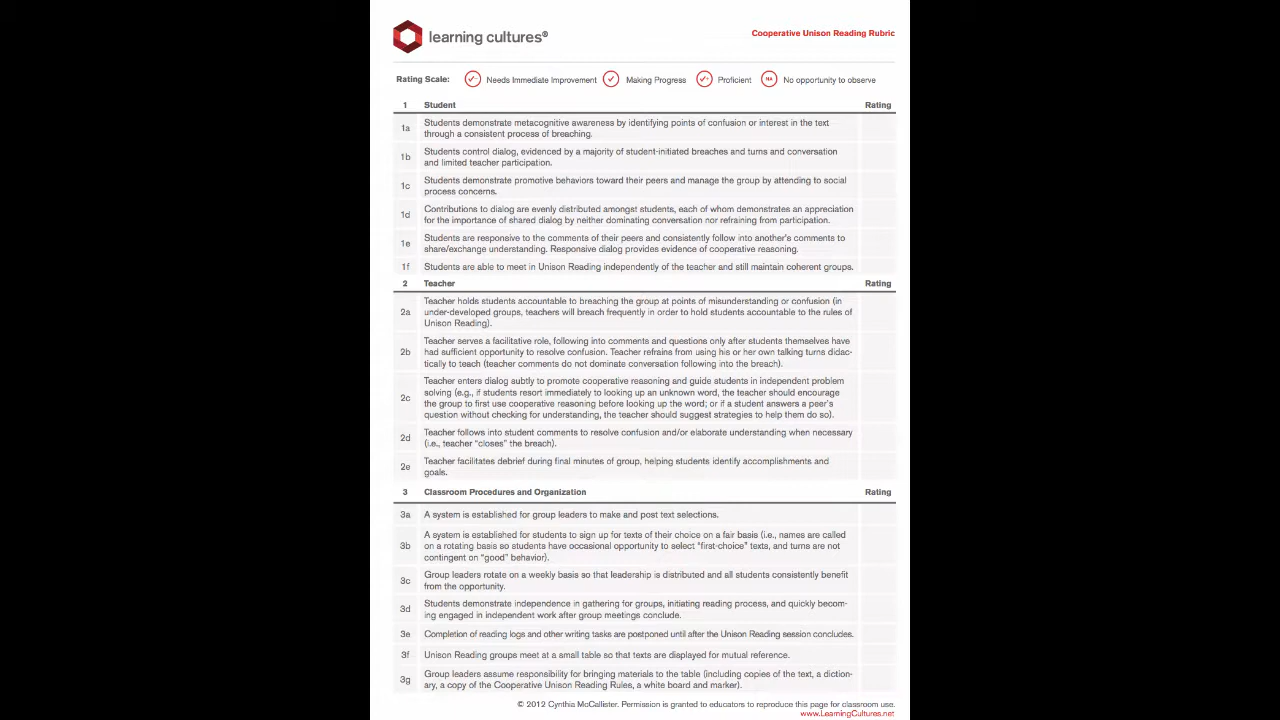 learning cultures®
Cooperative Unison Reading Rubric
Rating Scale: ✓- Needs Immediate Improvement ✓ Making Progress ✓+ Proficient NA No opportunity to observe
1 Student Rating
1a Students demonstrate metacognitive awareness by identifying points of confusion or interest in the text
through a consistent process of breaching.
1b Students control dialog, evidenced by a majority of student-initiated breaches and turns and conversation
and limited teacher participation.
1c Students demonstrate promotive behaviors toward their peers and manage the group by attending to social
process concerns.
1d Contributions to dialog are evenly distributed amongst students, each of whom demonstrates an appreciation
for the importance of shared dialog by neither dominating conversation nor refraining from participation.
1e Students are responsive to the comments of their peers and consistently follow into another's comments to
share/exchange understanding. Responsive dialog provides evidence of cooperative reasoning.
1f Students are able to meet in Unison Reading independently of the teacher and still maintain coherent groups.
2 Teacher Rating
2a Teacher holds students accountable to breaching the group at points of misunderstanding or confusion (in
under-developed groups, teachers will breach frequently in order to hold students accountable to the rules of
Unison Reading).
2b Teacher serves a facilitative role, following into comments and questions only after students themselves have
had sufficient opportunity to resolve confusion. Teacher refrains from using his or her own talking turns didac-
tically to teach (teacher comments do not dominate conversation following into the breach).
2c Teacher enters dialog subtly to promote cooperative reasoning and guide students in independent problem
solving (e.g., if students resort immediately to looking up an unknown word, the teacher should encourage
the group to first use cooperative reasoning before looking up the word; or if a student answers a peer's
question without checking for understanding, the teacher should suggest strategies to help them do so).
2d Teacher follows into student comments to resolve confusion and/or elaborate understanding when necessary
(i.e., teacher "closes" the breach).
2e Teacher facilitates debrief during final minutes of group, helping students identify accomplishments and
goals.
3 Classroom Procedures and Organization Rating
3a A system is established for group leaders to make and post text selections.
3b A system is established for students to sign up for texts of their choice on a fair basis (i.e., names are called
on a rotating basis so students have occasional opportunity to select "first-choice" texts, and turns are not
contingent on "good" behavior).
3c Group leaders rotate on a weekly basis so that leadership is distributed and all students consistently benefit
from the opportunity.
3d Students demonstrate independence in gathering for groups, initiating reading process, and quickly becom-
ing engaged in independent work after group meetings conclude.
3e Completion of reading logs and other writing tasks are postponed until after the Unison Reading session concludes.
3f Unison Reading groups meet at a small table so that texts are displayed for mutual reference.
3g Group leaders assume responsibility for bringing materials to the table (including copies of the text, a diction-
ary, a copy of the Cooperative Unison Reading Rules, a white board and marker).
© 2012 Cynthia McCallister. Permission is granted to educators to reproduce this page for classroom use.
www.LearningCultures.net